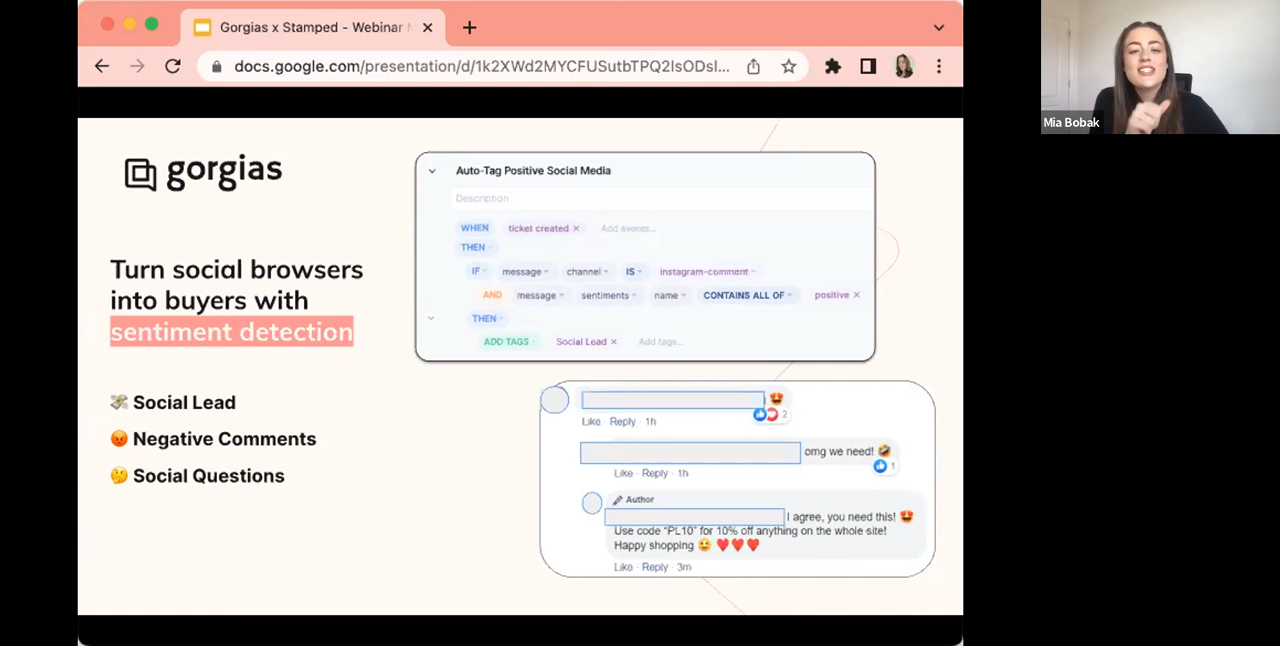 Gorgias x Stamped - Webinar
docs.google.com/presentation/d/1k2XWd2MYCFUSutbTPQ2IsODsI...
Mia Bobak
gorgias
Turn social browsers
into buyers with
sentiment detection
💸 Social Lead
😡 Negative Comments
🤔 Social Questions
Auto-Tag Positive Social Media
Description
WHEN ticket created × Add events...
THEN
IF message channel IS instagram-comment
AND message sentiments name CONTAINS ALL OF positive ×
THEN
ADD TAGS Social Lead × Add tags...
😍
2
Like · Reply · 1h
omg we need! 🤣
1
Like · Reply · 1h
Author
I agree, you need this! 😍
Use code "PL10" for 10% off anything on the whole site!
Happy shopping 😉 ❤️❤️❤️
Like · Reply · 3m